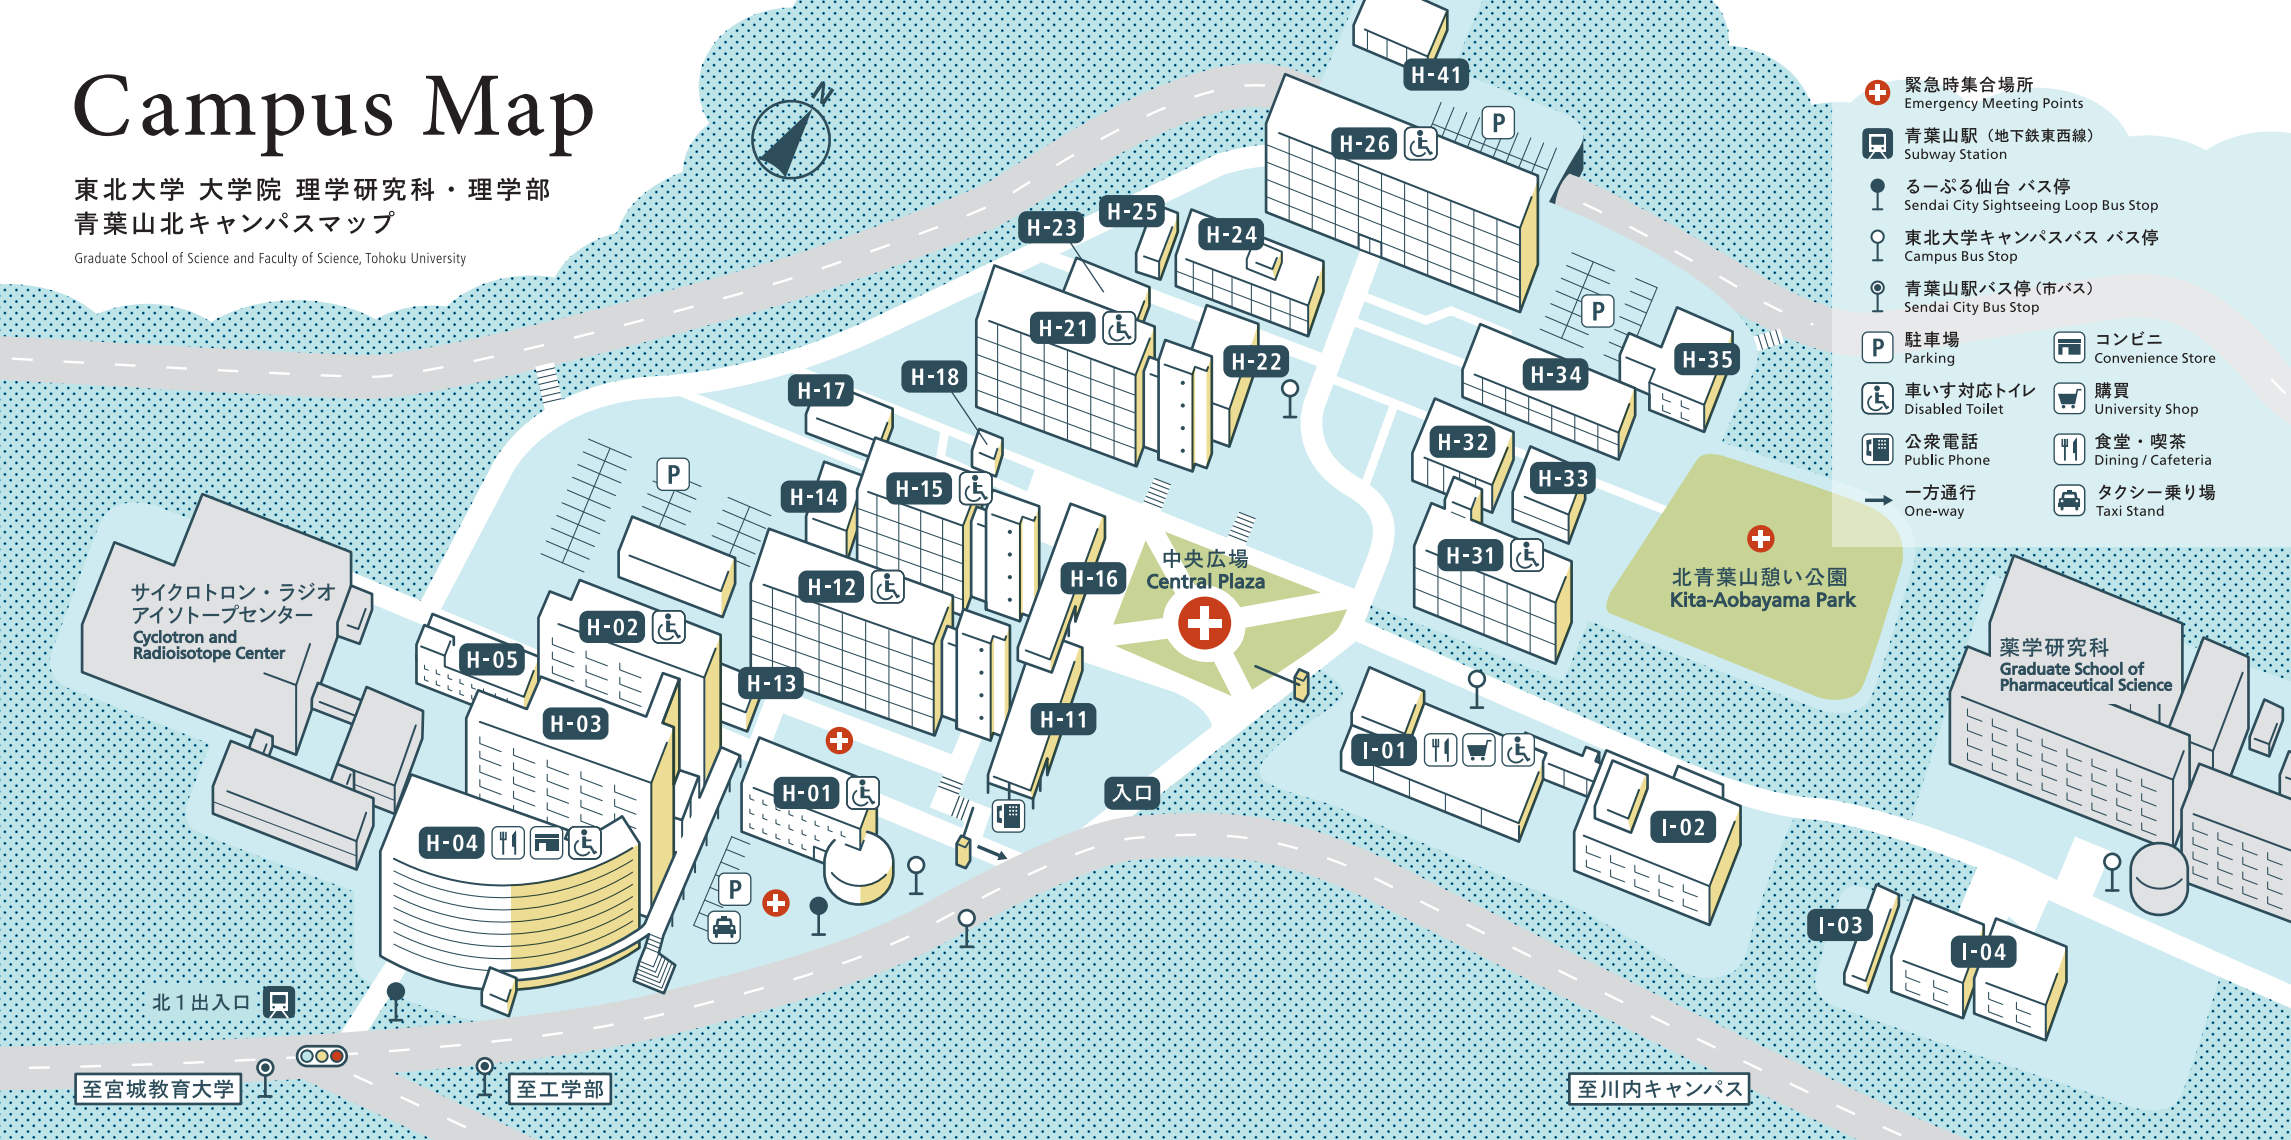 Campus Map
東北大学 大学院 理学研究科・理学部
青葉山北キャンパスマップ
Graduate School of Science and Faculty of Science, Tohoku University
N
緊急時集合場所
Emergency Meeting Points
青葉山駅（地下鉄東西線）
Subway Station
るーぷる仙台 バス停
Sendai City Sightseeing Loop Bus Stop
東北大学キャンパスバス バス停
Campus Bus Stop
青葉山駅バス停（市バス）
Sendai City Bus Stop
P
駐車場
Parking
コンビニ
Convenience Store
車いす対応トイレ
Disabled Toilet
購買
University Shop
公衆電話
Public Phone
食堂・喫茶
Dining / Cafeteria
一方通行
One-way
タクシー乗り場
Taxi Stand
H-41
P
H-26
H-25
H-23
H-24
P
H-21
H-22
H-35
H-34
H-18
H-17
H-32
P
H-15
H-14
H-33
H-31
中央広場
Central Plaza
H-16
H-12
北青葉山憩い公園
Kita-Aobayama Park
サイクロトロン・ラジオ
アイソトープセンター
Cyclotron and
Radioisotope Center
H-02
H-05
H-13
H-03
H-11
薬学研究科
Graduate School of
Pharmaceutical Science
I-01
入口
H-01
I-02
H-04
P
I-03
I-04
北1出入口
至宮城教育大学
至工学部
至川内キャンパス